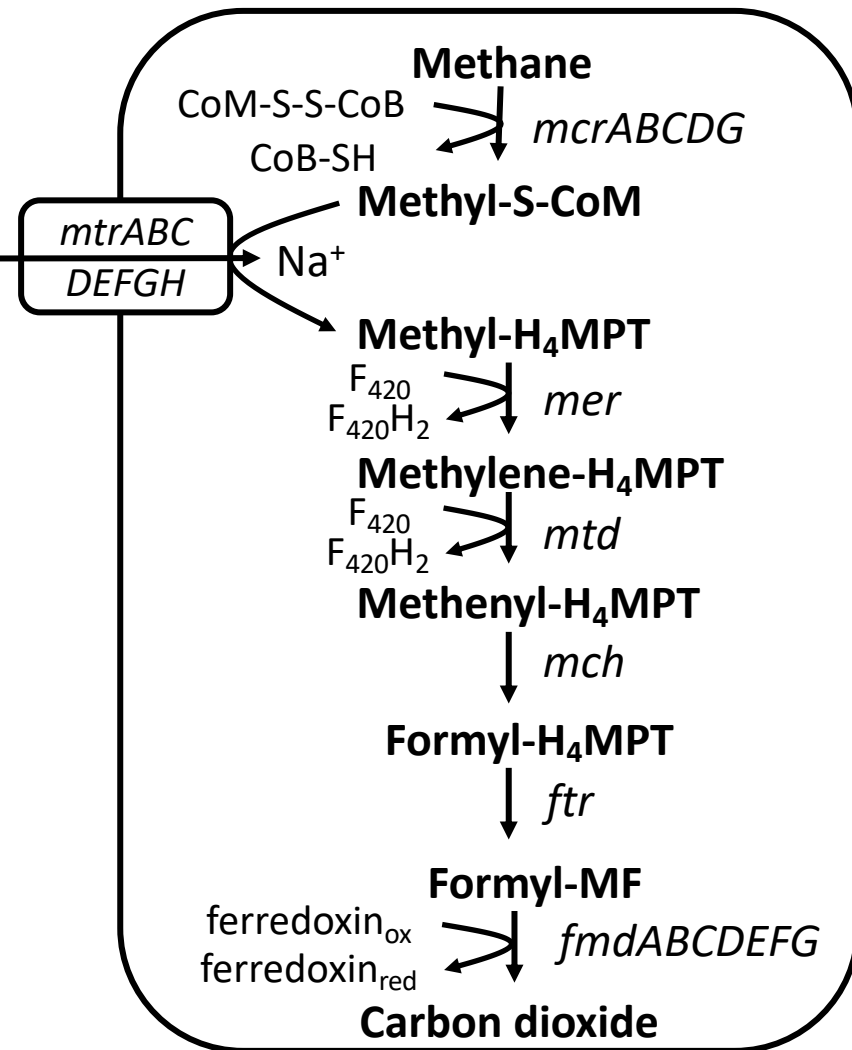 Methane
CoM-S-S-CoB
mcrABCDG
CoB-SH
Methyl-S-CoM
mtrABC
DEFGH
Na⁺
Methyl-H₄MPT
F₄₂₀
mer
F₄₂₀H₂
Methylene-H₄MPT
F₄₂₀
mtd
F₄₂₀H₂
Methenyl-H₄MPT
mch
Formyl-H₄MPT
ftr
Formyl-MF
ferredoxinₒₓ
fmdABCDEFG
ferredoxin_red
Carbon dioxide